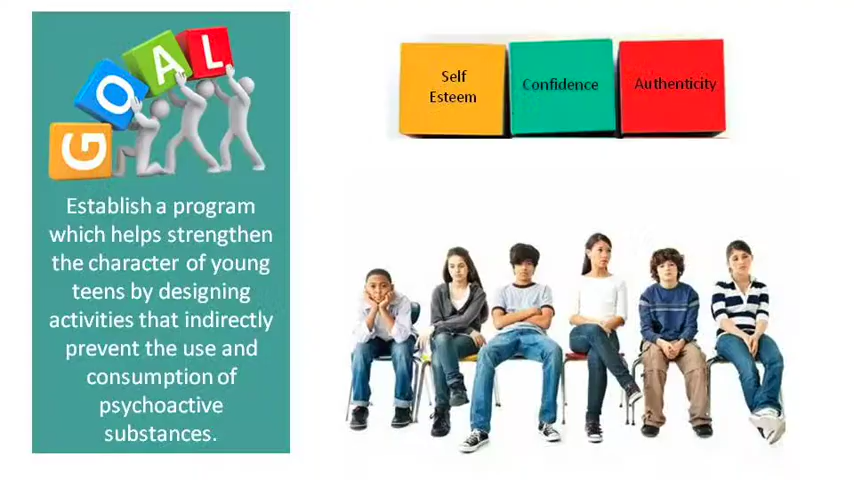 GOAL
Establish a program
which helps strengthen
the character of young
teens by designing
activities that indirectly
prevent the use and
consumption of
psychoactive
substances.
Self
Esteem
Confidence
Authenticity